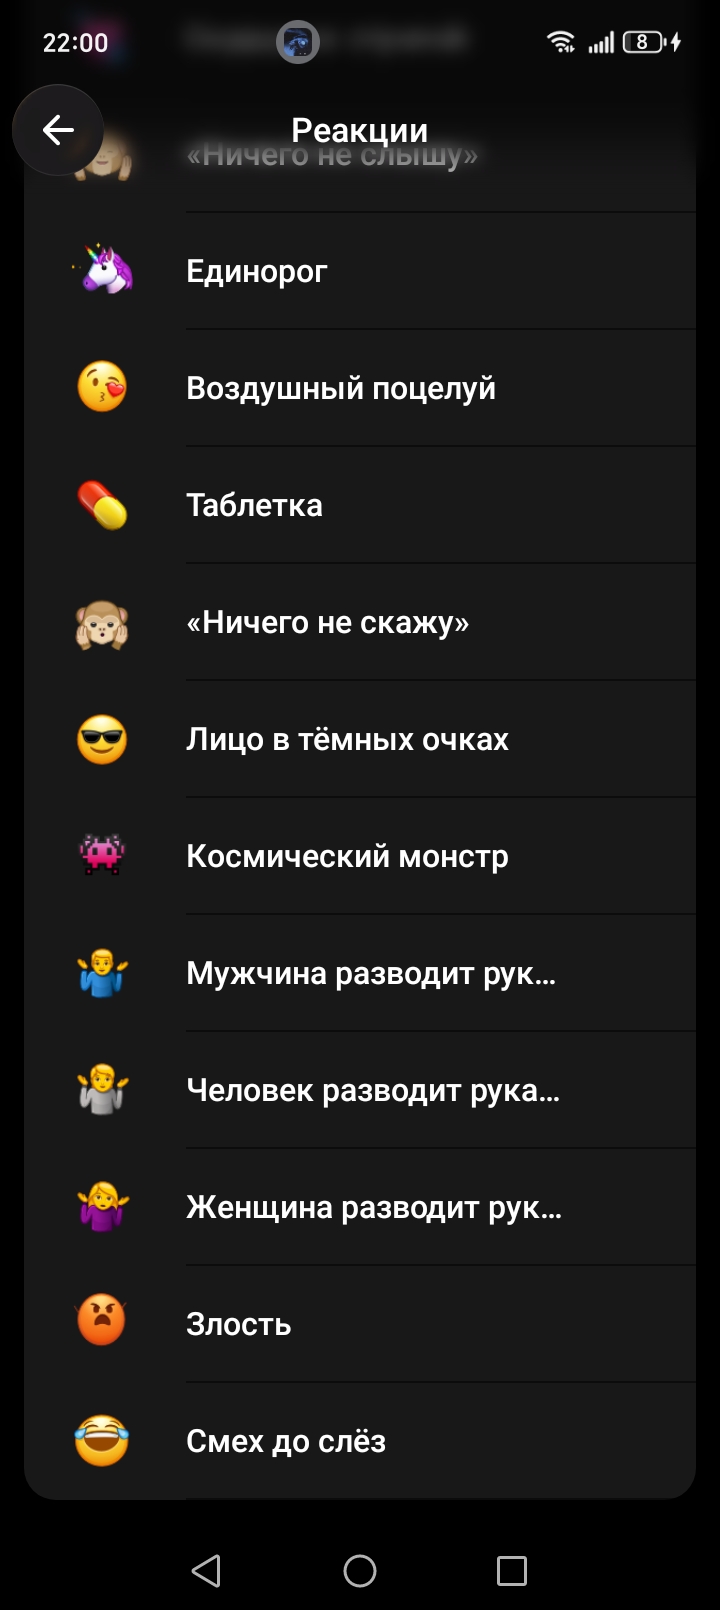 22:00
8
Реакции
«Ничего не слышу»
Единорог
Воздушный поцелуй
Таблетка
«Ничего не скажу»
Лицо в тёмных очках
Космический монстр
Мужчина разводит рук...
Человек разводит рука...
Женщина разводит рук...
Злость
Смех до слёз